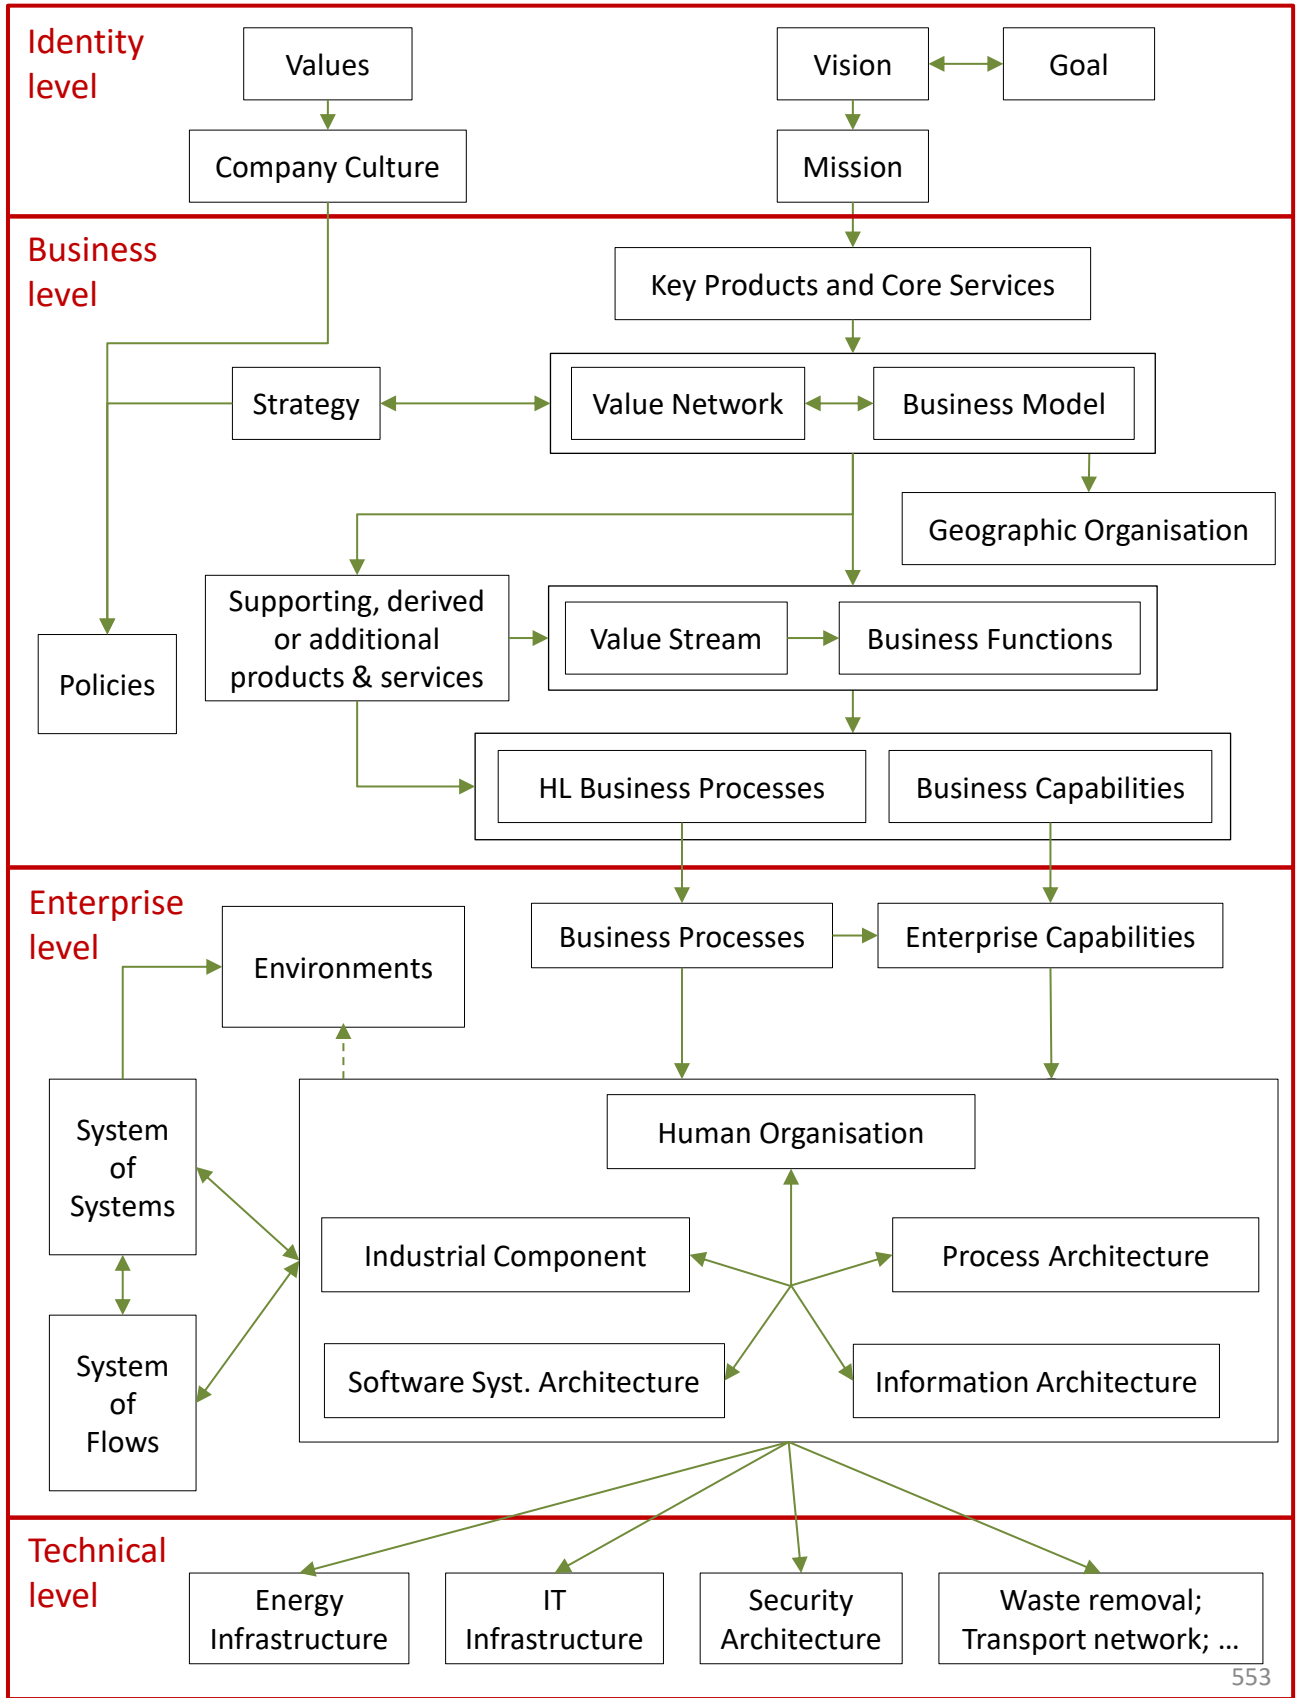 Identity
level
Values
Vision
Goal
Company Culture
Mission
Business
level
Key Products and Core Services
Strategy
Value Network
Business Model
Geographic Organisation
Supporting, derived
or additional
products & services
Value Stream
Business Functions
Policies
HL Business Processes
Business Capabilities
Enterprise
level
Environments
Business Processes
Enterprise Capabilities
System
of
Systems
Human Organisation
Industrial Component
Process Architecture
System
of
Flows
Software Syst. Architecture
Information Architecture
Technical
level
Energy
Infrastructure
IT
Infrastructure
Security
Architecture
Waste removal;
Transport network; ...
553